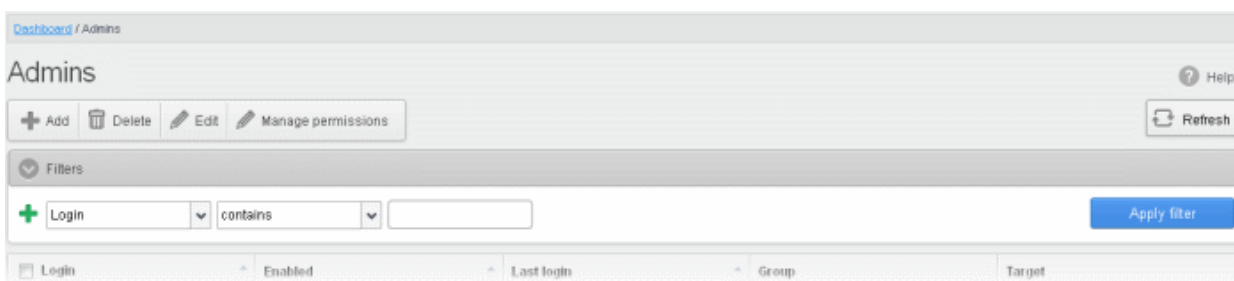 Dashboard / Admins
Admins
Help
Add Delete Edit Manage permissions
Refresh
Filters
Login contains
Apply filter
Login Enabled Last login Group Target